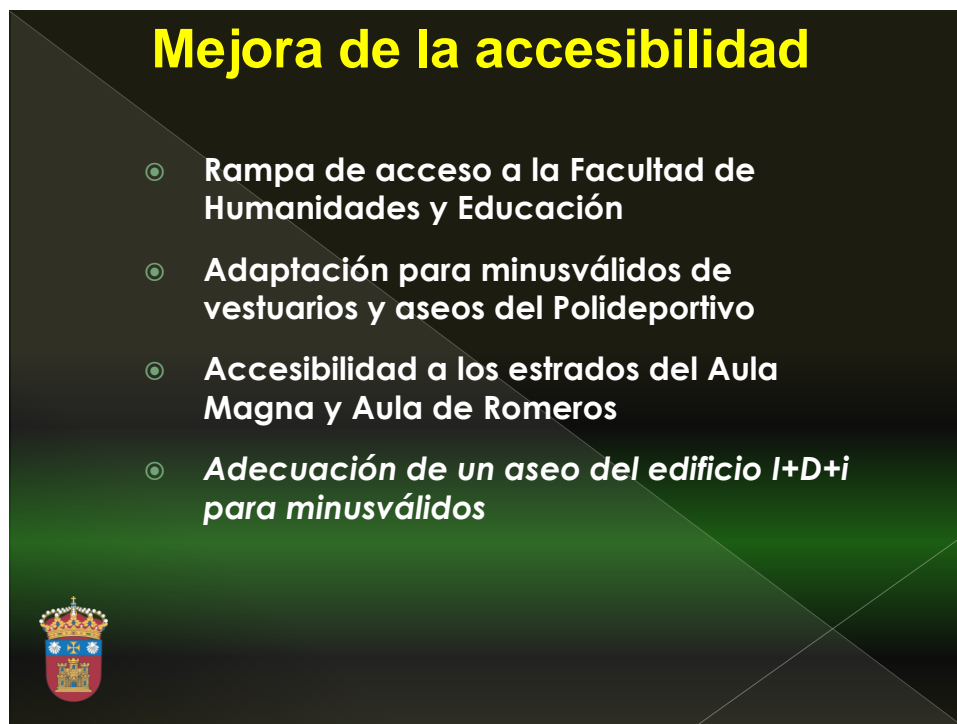 Mejora de la accesibilidad
Rampa de acceso a la Facultad de
Humanidades y Educación
Adaptación para minusválidos de
vestuarios y aseos del Polideportivo
Accesibilidad a los estrados del Aula
Magna y Aula de Romeros
Adecuación de un aseo del edificio I+D+i
para minusválidos